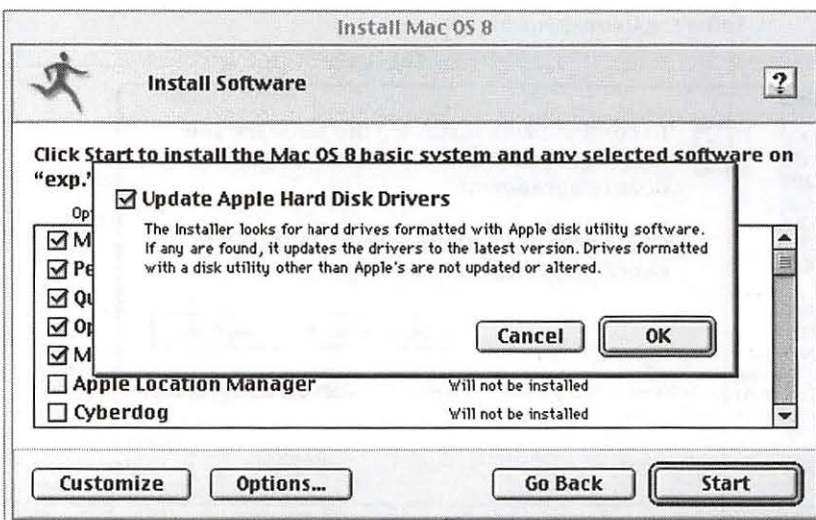 Install Mac OS 8
Install Software
?
Click Start to install the Mac OS 8 basic system and any selected software on
"exp."
Update Apple Hard Disk Drivers
The Installer looks for hard drives formatted with Apple disk utility software.
If any are found, it updates the drivers to the latest version. Drives formatted
with a disk utility other than Apple's are not updated or altered.
Cancel
OK
Op
M
Pe
Qu
Op
M
Apple Location Manager Will not be installed
Cyberdog Will not be installed
Customize
Options...
Go Back
Start